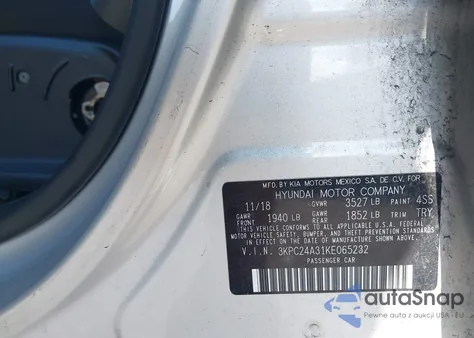 MFD.BY KIA MOTORS MEXICO S.A. DE C.V. FOR
HYUNDAI MOTOR COMPANY
11/18 GVWR 3527 LB PAINT 4SS
GAWR FRONT 1940 LB GAWR REAR 1852 LB TRIM TRY
THIS VEHICLE CONFORMS TO ALL APPLICABLE U.S.A. FEDERAL
MOTOR VEHICLE SAFETY, BUMPER, AND THEFT PREVENTION STANDARDS
IN EFFECT ON THE DATE OF MANUFACTURE SHOWN ABOVE.
V.I.N. 3KPC24A31KE065232
PASSENGER CAR
autoSnap
Pewne auta z aukcji USA i EU